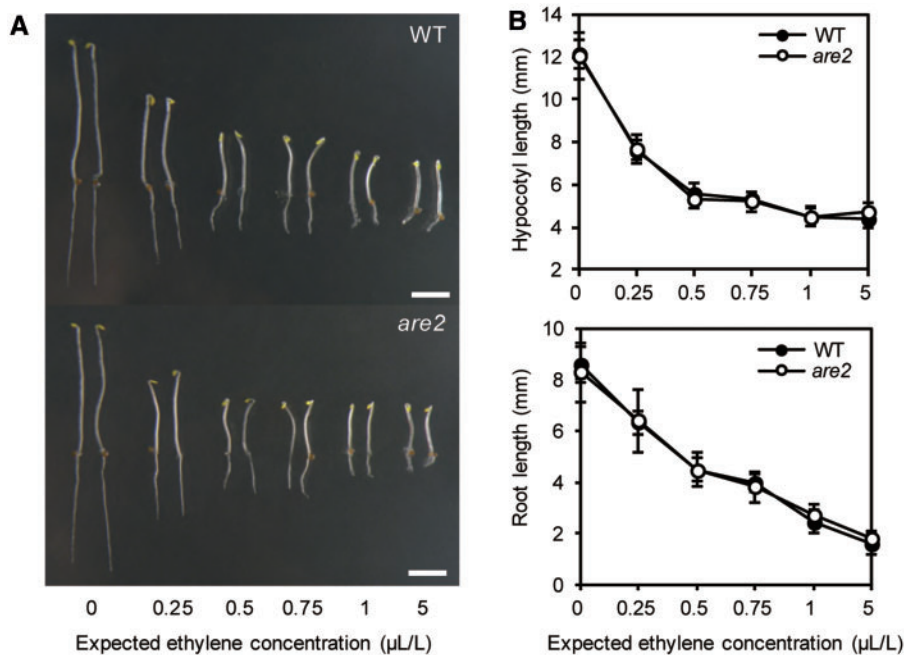 A
WT
are2
0 0.25 0.5 0.75 1 5
Expected ethylene concentration (µL/L)
B
Hypocotyl length (mm)
14
12
10
8
6
4
2
WT
are2
0 0.25 0.5 0.75 1 5
Root length (mm)
10
8
6
4
2
0
WT
are2
0 0.25 0.5 0.75 1 5
Expected ethylene concentration (µL/L)